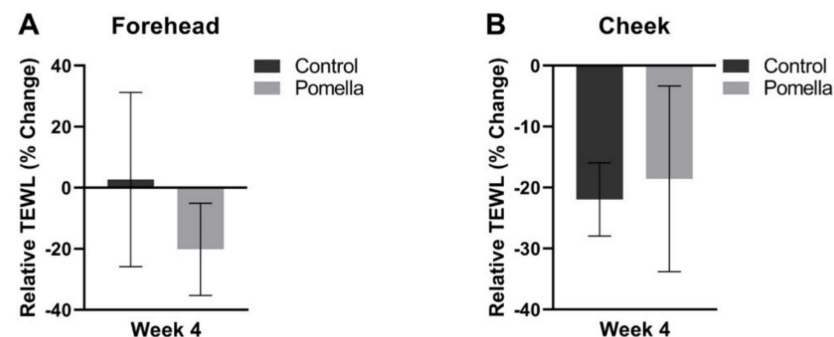 A Forehead
Relative TEWL (% Change)
40
20
0
-20
-40
Control
Pomella
Week 4
B Cheek
Relative TEWL (% Change)
0
-10
-20
-30
-40
Control
Pomella
Week 4